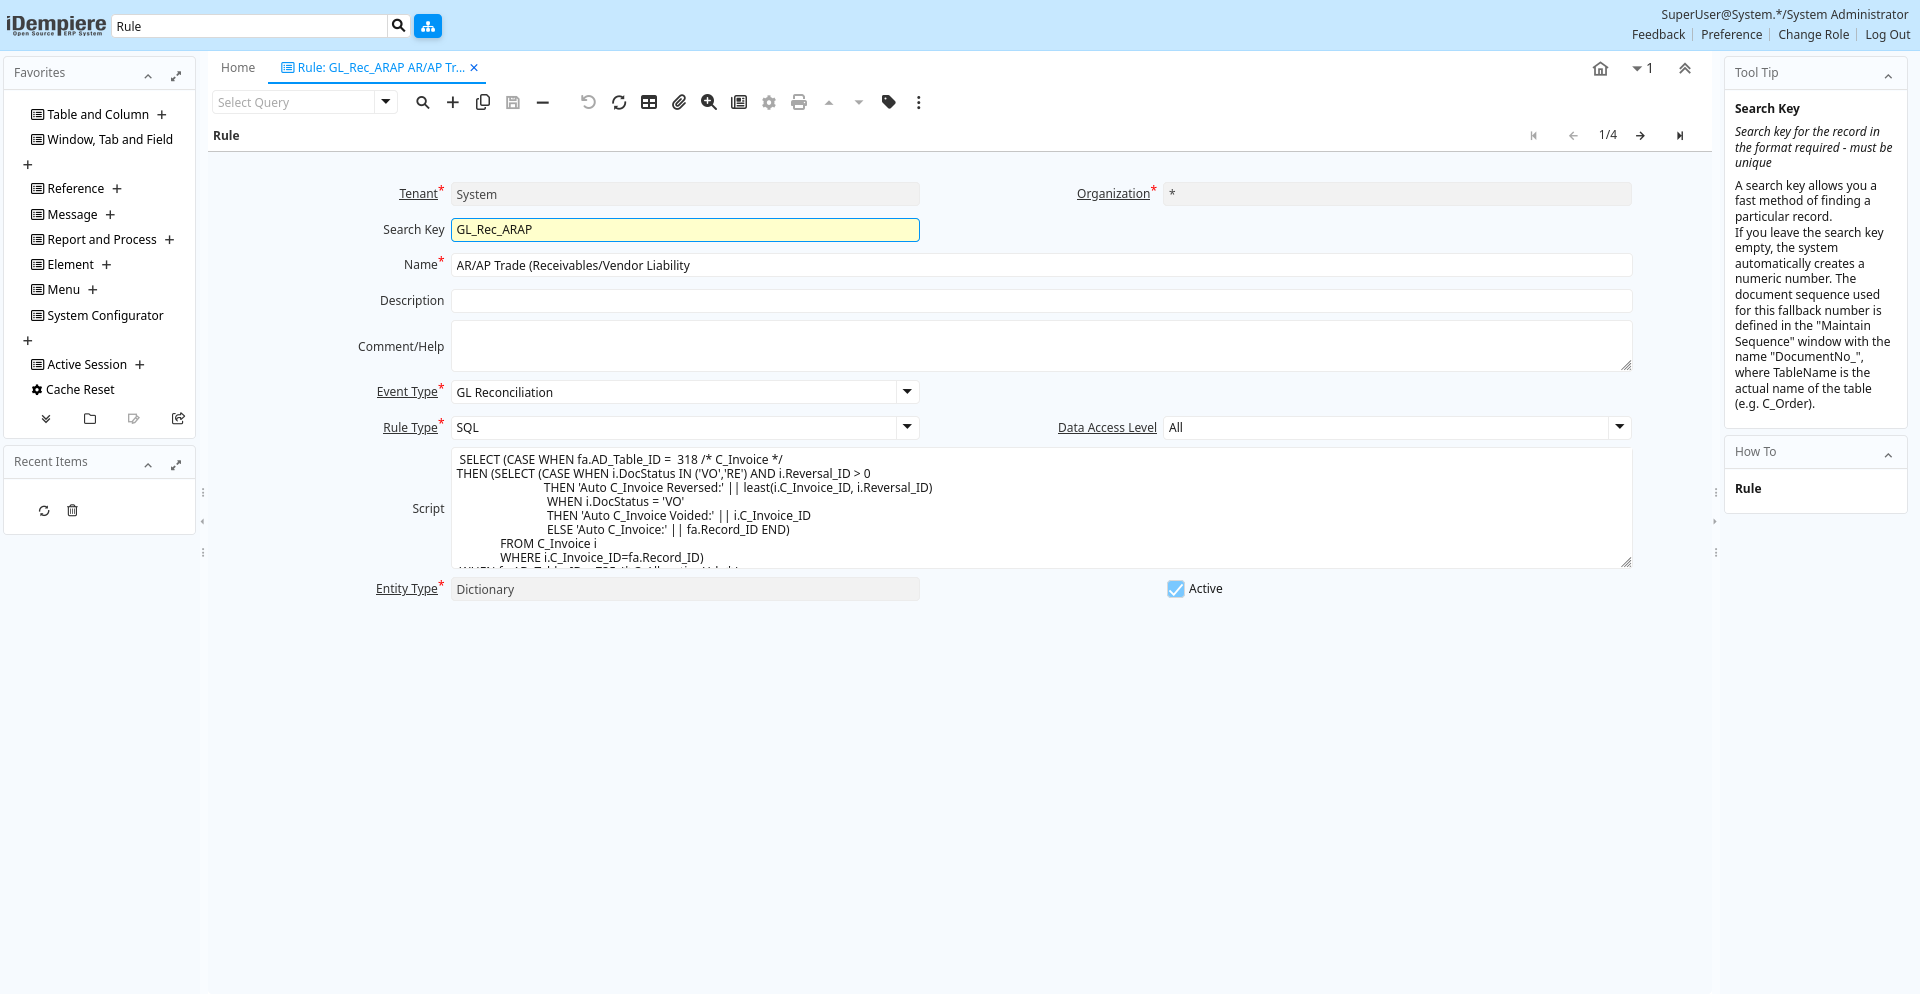 iDempiere
Open Source ERP System
Rule
SuperUser@System.*/System Administrator
Feedback
Preference
Change Role
Log Out
Favorites
Table and Column
Window, Tab and Field
Reference
Message
Report and Process
Element
Menu
System Configurator
Active Session
Cache Reset
Recent Items
Home
Rule: GL_Rec_ARAP AR/AP Tr...
1
Select Query
Rule
1/4
Tenant*
System
Organization*
*
Search Key
GL_Rec_ARAP
Name*
AR/AP Trade (Receivables/Vendor Liability
Description
Comment/Help
Event Type*
GL Reconciliation
Rule Type*
SQL
Data Access Level
All
Script
SELECT (CASE WHEN fa.AD_Table_ID =  318 /* C_Invoice */
THEN (SELECT (CASE WHEN i.DocStatus IN ('VO','RE') AND i.Reversal_ID > 0
THEN 'Auto C_Invoice Reversed:' || least(i.C_Invoice_ID, i.Reversal_ID)
WHEN i.DocStatus = 'VO'
THEN 'Auto C_Invoice Voided:' || i.C_Invoice_ID
ELSE 'Auto C_Invoice:' || fa.Record_ID END)
FROM C_Invoice i
WHERE i.C_Invoice_ID=fa.Record_ID)
Entity Type*
Dictionary
Active
Tool Tip
Search Key
Search key for the record in
the format required - must be
unique
A search key allows you a
fast method of finding a
particular record.
If you leave the search key
empty, the system
automatically creates a
numeric number. The
document sequence used
for this fallback number is
defined in the "Maintain
Sequence" window with the
name "DocumentNo_",
where TableName is the
actual name of the table
(e.g. C_Order).
How To
Rule